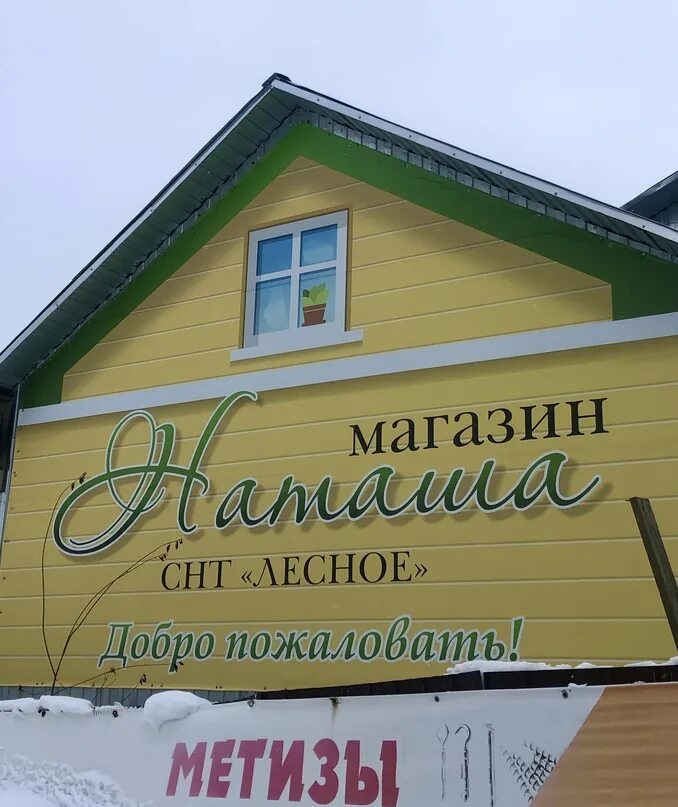 магазин
Наташа
СНТ «ЛЕСНОЕ»
Добро пожаловать!
МЕТИЗЫ